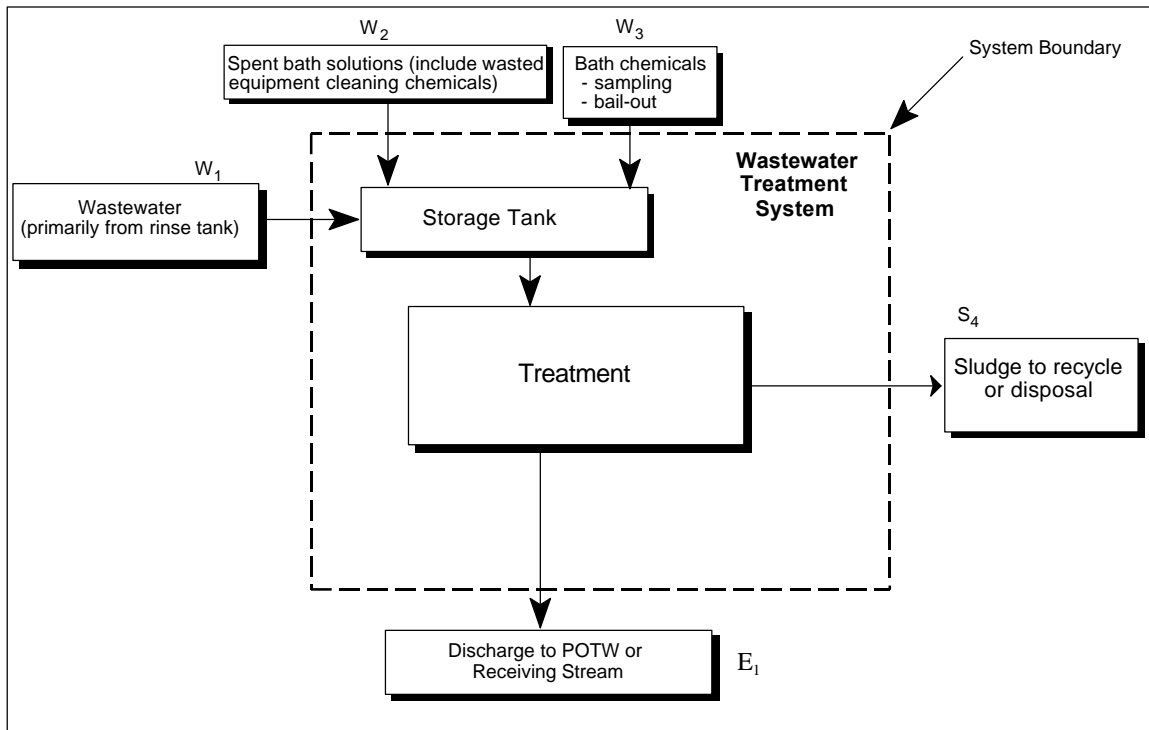 W2
W3
System Boundary
Spent bath solutions (include wasted
equipment cleaning chemicals)
Bath chemicals
- sampling
- bail-out
Wastewater
Treatment
System
W1
Wastewater
(primarily from rinse tank)
Storage Tank
Treatment
S4
Sludge to recycle
or disposal
Discharge to POTW or
Receiving Stream
E1